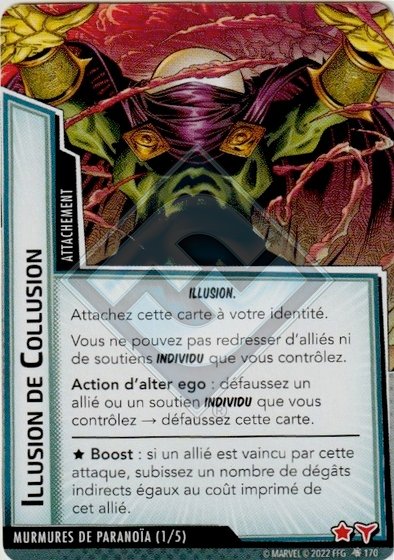 ATTACHEMENT
ILLUSION DE COLLUSION
ILLUSION.
Attachez cette carte à votre identité.
Vous ne pouvez pas redresser d'alliés ni
de soutiens INDIVIDU que vous contrôlez.
Action d'alter ego : défaussez un
allié ou un soutien INDIVIDU que vous
contrôlez → défaussez cette carte.
★ Boost : si un allié est vaincu par cette
attaque, subissez un nombre de dégâts
indirects égaux au coût imprimé de
cet allié.
MURMURES DE PARANOÏA (1/5)
© MARVEL © 2022 FFG 170